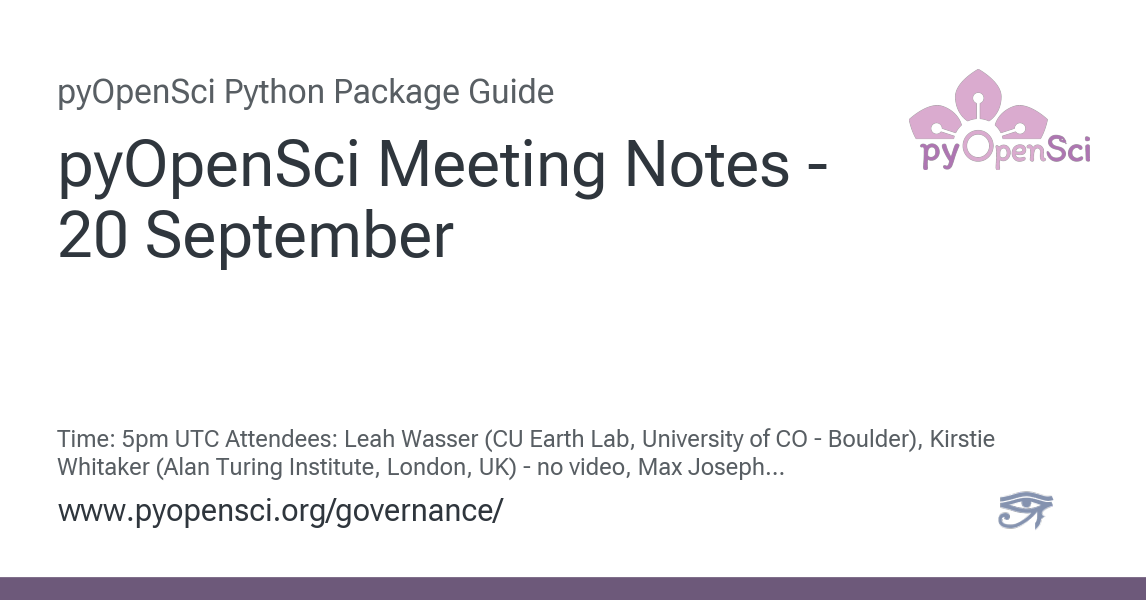 pyOpenSci Python Package Guide
pyOpenSci Meeting Notes -
20 September
pyOpenSci
Time: 5pm UTC Attendees: Leah Wasser (CU Earth Lab, University of CO - Boulder), Kirstie
Whitaker (Alan Turing Institute, London, UK) - no video, Max Joseph...
www.pyopensci.org/governance/